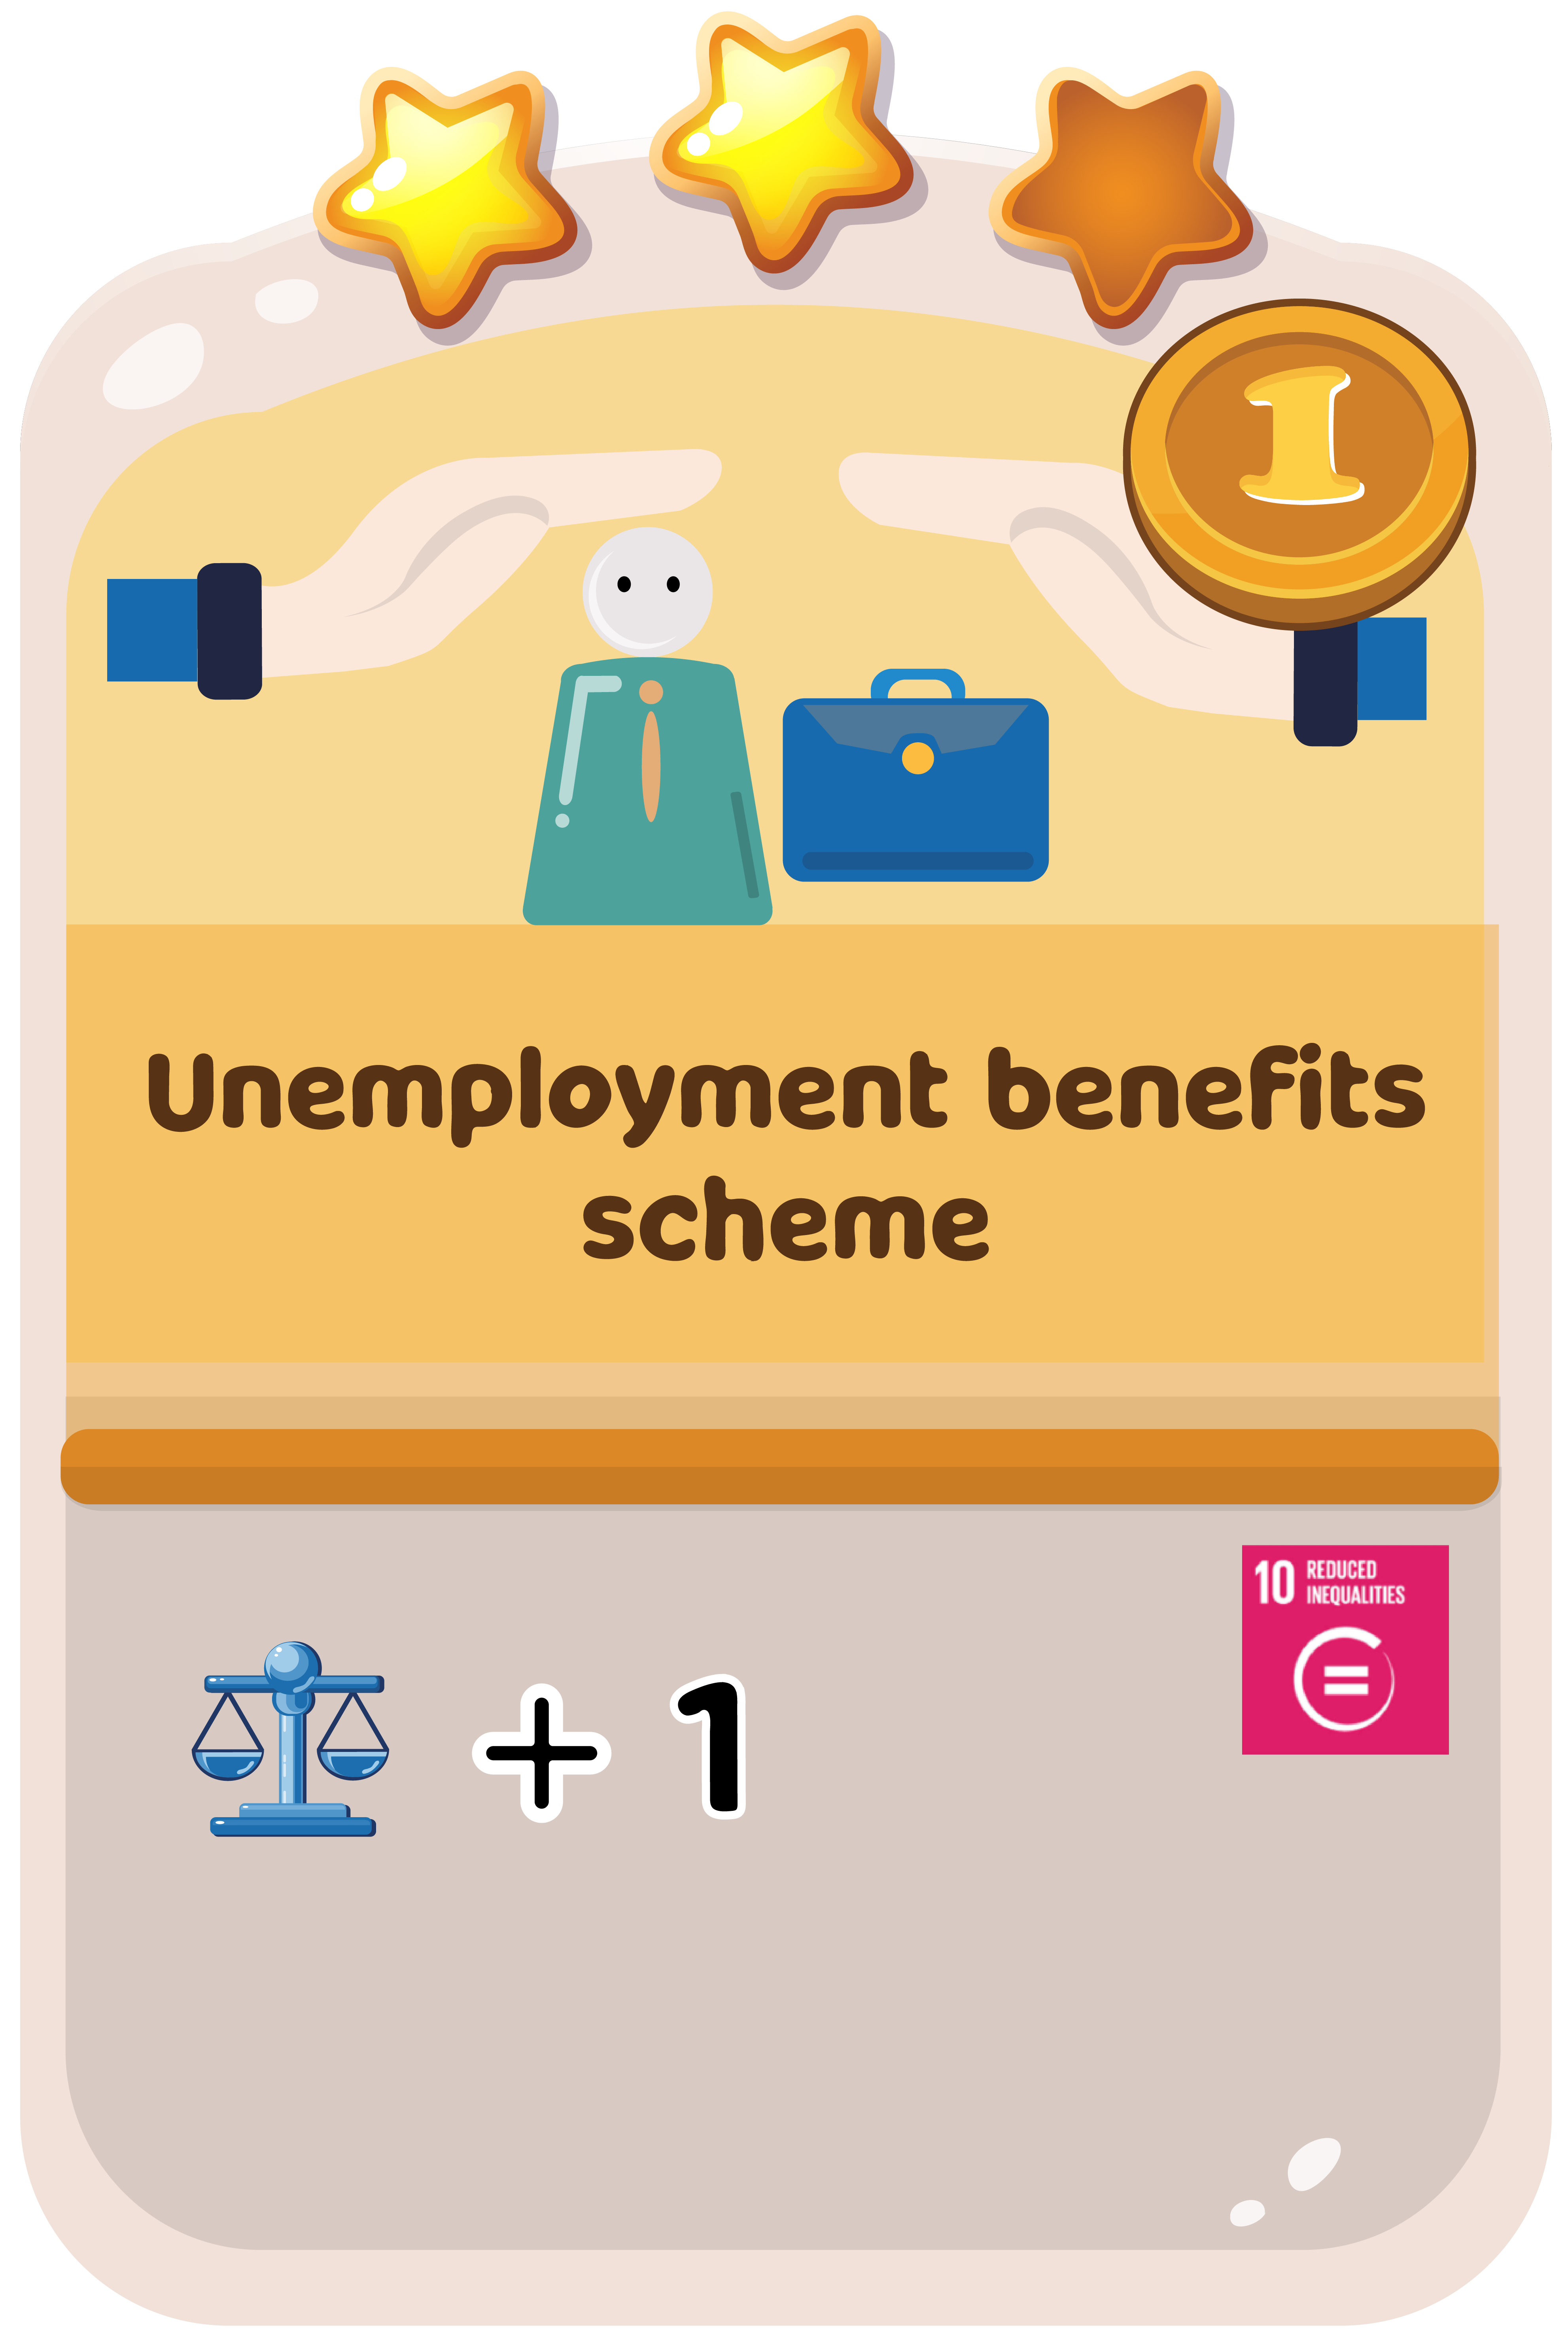 1
Unemployment benefits
scheme
10 REDUCED
INEQUALITIES
+ 1